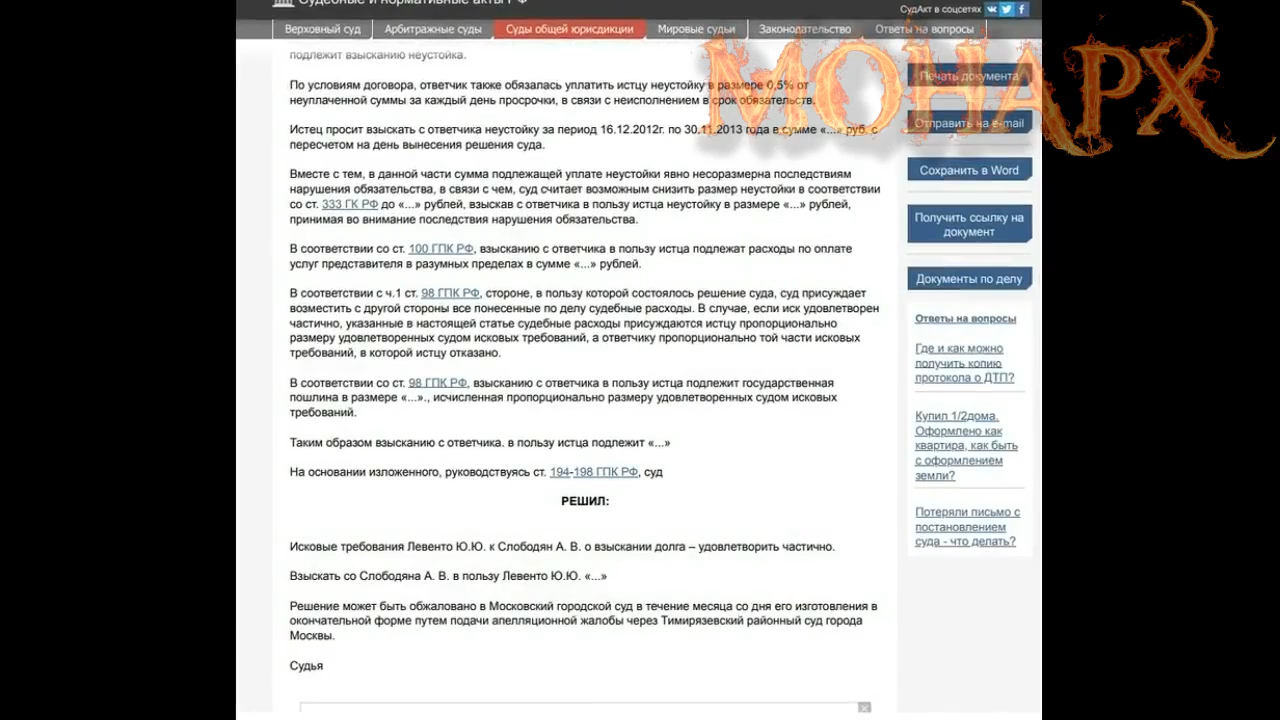 Судебные и нормативные акты РФ
СудАкт в соцсетях
Верховный суд Арбитражные суды Суды общей юрисдикции Мировые судьи Законодательство Ответы на вопросы
МОНАРХ
подлежит взысканию неустойка.
По условиям договора, ответчик также обязалась уплатить истцу неустойку в размере 0,5% от
неуплаченной суммы за каждый день просрочки, в связи с неисполнением в срок обязательств.
Истец просит взыскать с ответчика неустойку за период 16.12.2012г. по 30.11.2013 года в сумме «...» руб. с
пересчетом на день вынесения решения суда.
Вместе с тем, в данной части сумма подлежащей уплате неустойки явно несоразмерна последствиям
нарушения обязательства, в связи с чем, суд считает возможным снизить размер неустойки в соответствии
со ст. 333 ГК РФ до «...» рублей, взыскав с ответчика в пользу истца неустойку в размере «...» рублей,
принимая во внимание последствия нарушения обязательства.
В соответствии со ст. 100 ГПК РФ, взысканию с ответчика в пользу истца подлежат расходы по оплате
услуг представителя в разумных пределах в сумме «...» рублей.
В соответствии с ч.1 ст. 98 ГПК РФ, стороне, в пользу которой состоялось решение суда, суд присуждает
возместить с другой стороны все понесенные по делу судебные расходы. В случае, если иск удовлетворен
частично, указанные в настоящей статье судебные расходы присуждаются истцу пропорционально
размеру удовлетворенных судом исковых требований, а ответчику пропорционально той части исковых
требований, в которой истцу отказано.
В соответствии со ст. 98 ГПК РФ, взысканию с ответчика в пользу истца подлежит государственная
пошлина в размере «...»., исчисленная пропорционально размеру удовлетворенных судом исковых
требований.
Таким образом взысканию с ответчика. в пользу истца подлежит «...»
На основании изложенного, руководствуясь ст. 194-198 ГПК РФ, суд
РЕШИЛ:
Исковые требования Левенто Ю.Ю. к Слободян А. В. о взыскании долга – удовлетворить частично.
Взыскать со Слободяна А. В. в пользу Левенто Ю.Ю. «...»
Решение может быть обжаловано в Московский городской суд в течение месяца со дня его изготовления в
окончательной форме путем подачи апелляционной жалобы через Тимирязевский районный суд города
Москвы.
Судья
Печать документа
Отправить на e-mail
Сохранить в Word
Получить ссылку на
документ
Документы по делу
Ответы на вопросы
Где и как можно
получить копию
протокола о ДТП?
Купил 1/2дома.
Оформлено как
квартира, как быть
с оформлением
земли?
Потеряли письмо с
постановлением
суда - что делать?